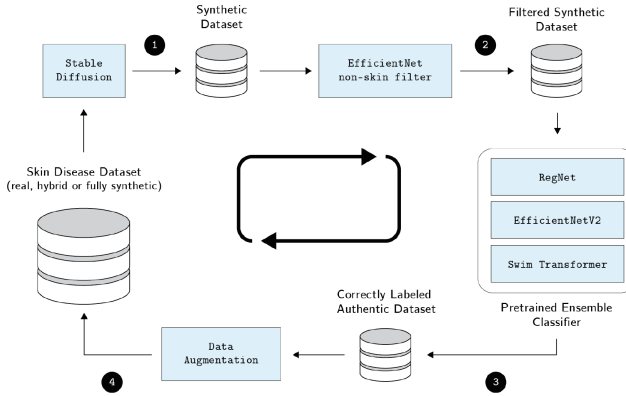 1
Synthetic
Dataset
2
Filtered Synthetic
Dataset
Stable
Diffusion
EfficientNet
non-skin filter
Skin Disease Dataset
(real, hybrid or fully synthetic)
RegNet
EfficientNetV2
Swim Transformer
Pretrained Ensemble
Classifier
Correctly Labeled
Authentic Dataset
Data
Augmentation
4
3